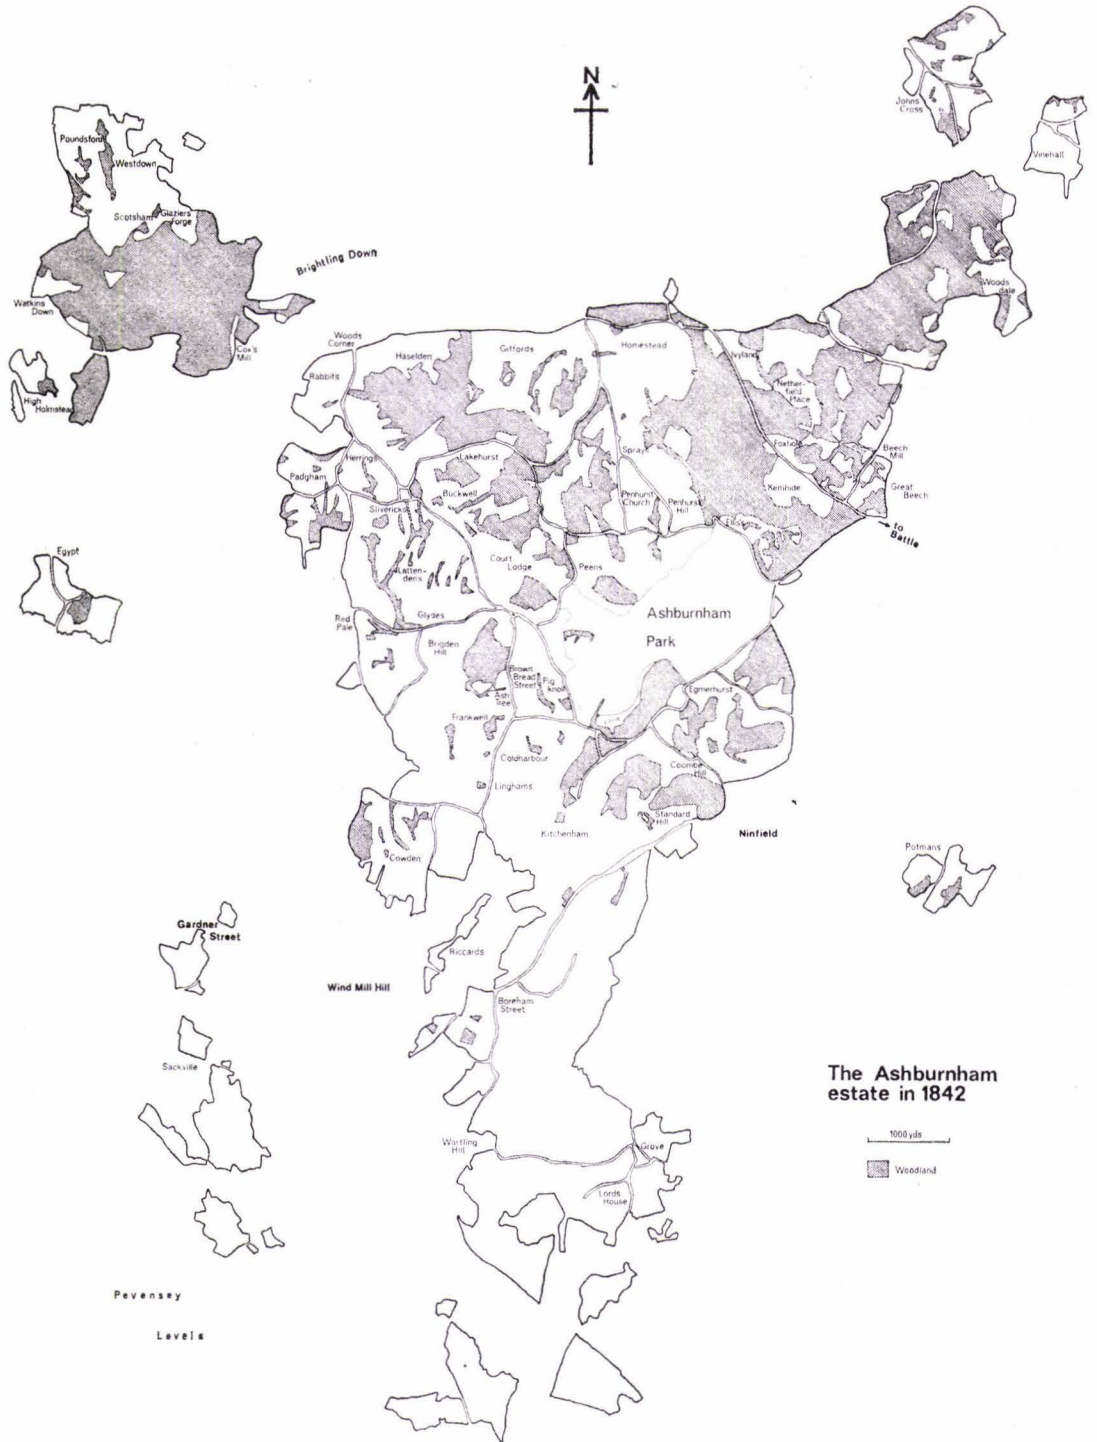 N
Johns
Cross
Vinehall
Poundsford
Westdown
Scotsham
Glaziers
Forge
Brightling Down
Watkins
Down
Cox's
Mill
High
Holmstead
Woods
dale
Woods
Corner
Rabbits
Haselden
Giffords
Homestead
Ivyland
Nether-
field
Place
Foxhole
Beech
Mill
Great
Beech
Kemhide
to
Battle
Padgham
Herrings
Lakehurst
Buckwell
Slivericks
Sprays
Penhurst
Church
Penhurst
Hill
Court
Lodge
Peens
Latten-
dens
Egypt
Ashburnham
Park
Red
Pale
Glydes
Brigden
Hill
Brown
Bread
Street
Pig
knoll
Ash
Tree
Egmerhurst
Frankwell
Coldharbour
Linghams
Coombe
Hill
Standard
Hill
Kitchenham
Ninfield
Cowden
Potmans
Gardner
Street
Riccards
Wind Mill Hill
Boreham
Street
Sackville
The Ashburnham
estate in 1842
1000 yds
Woodland
Wartling
Hill
Grove
Lords
House
Pevensey
Levels